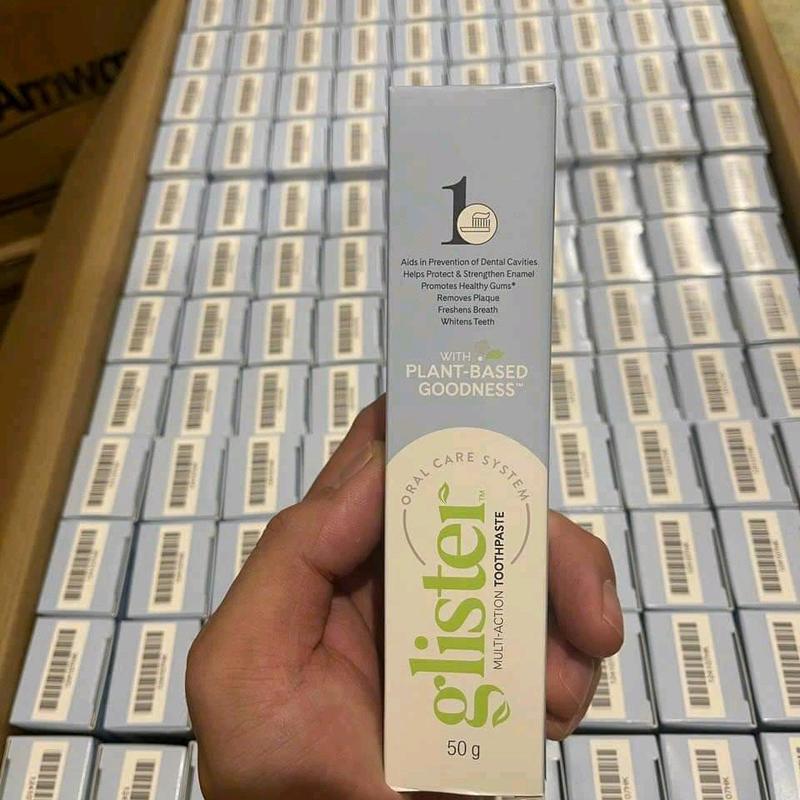 Amway
1
Aids in Prevention of Dental Cavities
Helps Protect & Strengthen Enamel
Promotes Healthy Gums*
Removes Plaque
Freshens Breath
Whitens Teeth
WITH
PLANT-BASED
GOODNESS™
ORAL CARE SYSTEM
glister™
MULTI-ACTION TOOTHPASTE
50 g